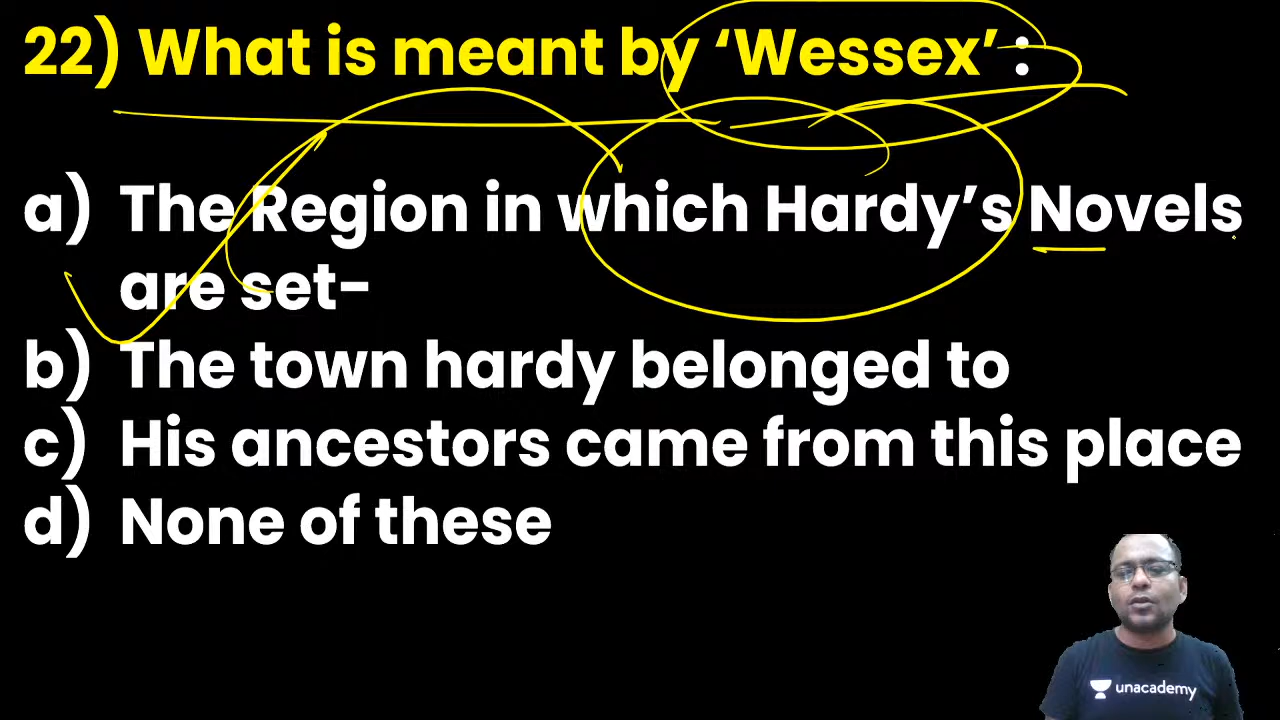 22) What is meant by ‘Wessex’ :
a) The Region in which Hardy’s Novels
are set-
b) The town hardy belonged to
c) His ancestors came from this place
d) None of these
unacademy